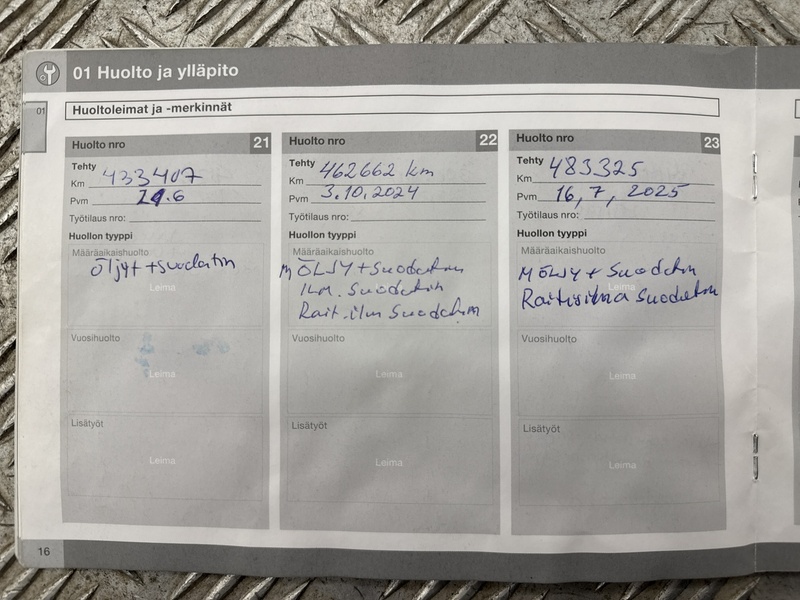 01 Huolto ja ylläpito
01
Huoltoleimat ja -merkinnät
Huolto nro 21
Tehty
Km 433407
Pvm 21.6
Työtilaus nro:
Huollon tyyppi
Määräaikaishuolto
Öljyt + suodatin
Leima
Vuosihuolto
Leima
Lisätyöt
Leima
Huolto nro 22
Tehty
Km 462662 km
Pvm 3.10.2024
Työtilaus nro:
Huollon tyyppi
Määräaikaishuolto
M ÖLJY + Suodatin
ILM. Suodatin
Rait.ilm Suodatin
Vuosihuolto
Leima
Lisätyöt
Leima
Huolto nro 23
Tehty
Km 483325
Pvm 16, 7, 2025
Työtilaus nro:
Huollon tyyppi
Määräaikaishuolto
M ÖLJY + Suodatin
Leima
Raitisilma Suodatin
Vuosihuolto
Leima
Lisätyöt
Leima
16